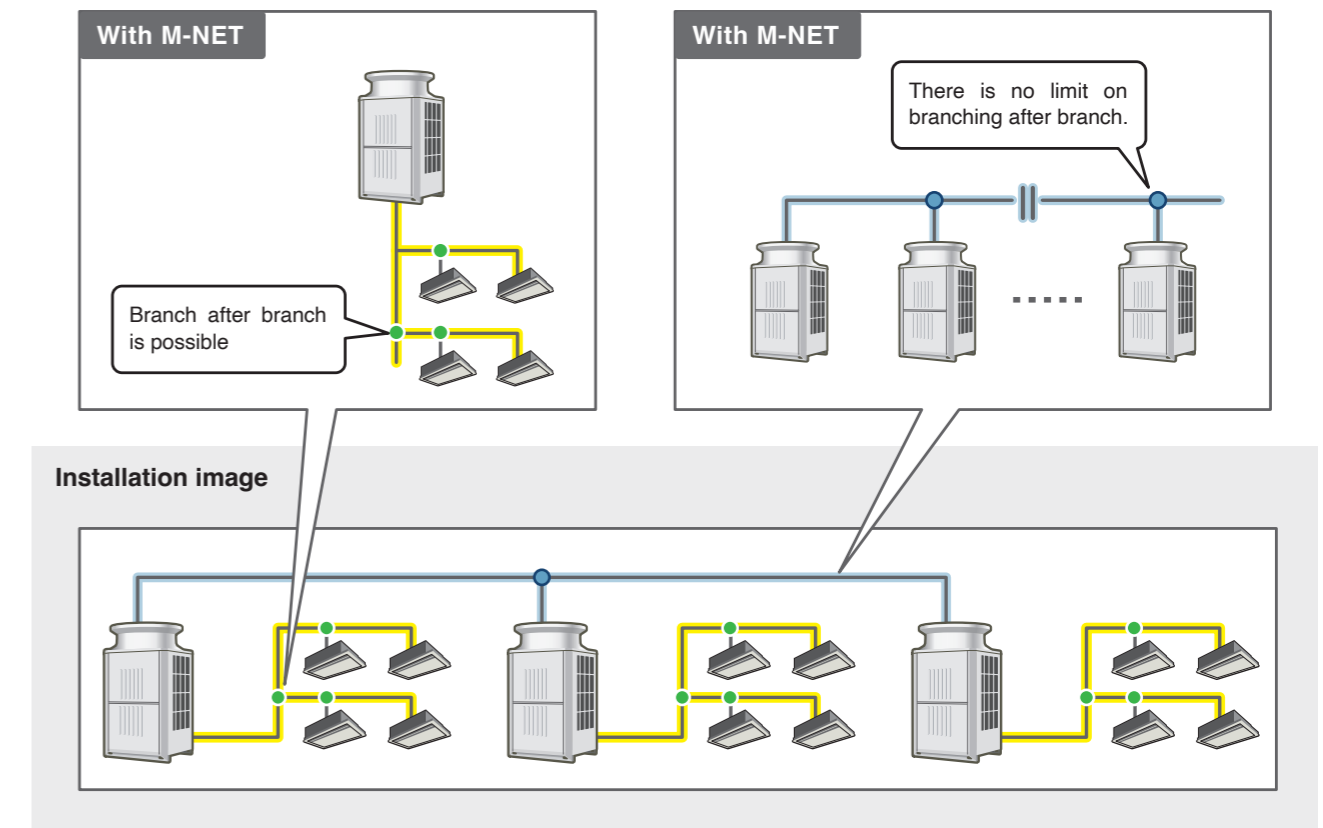 With M-NET
Branch after branch
is possible
With M-NET
There is no limit on
branching after branch.
Installation image